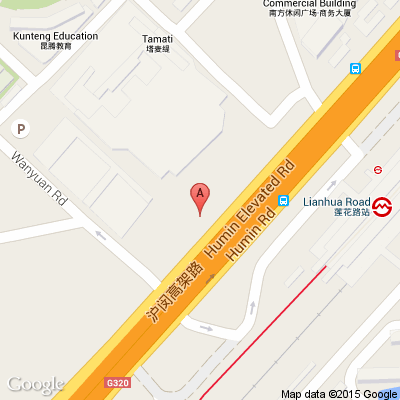 Commercial Building
南方休闲广场·商务大厦
Kunteng Education
昆腾教育
Tamati
塔麦缇
P
Wanyuan Rd
A
Humin Elevated Rd
沪闵高架路
Humin Rd
Lianhua Road
莲花路站
G320
Google
Map data ©2015 Google